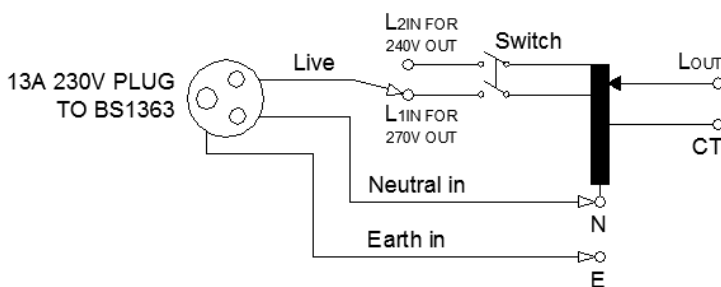 L2IN FOR
240V OUT
Switch
Live
13A 230V PLUG
TO BS1363
LOUT
L1IN FOR
270V OUT
CT
Neutral in
N
Earth in
E